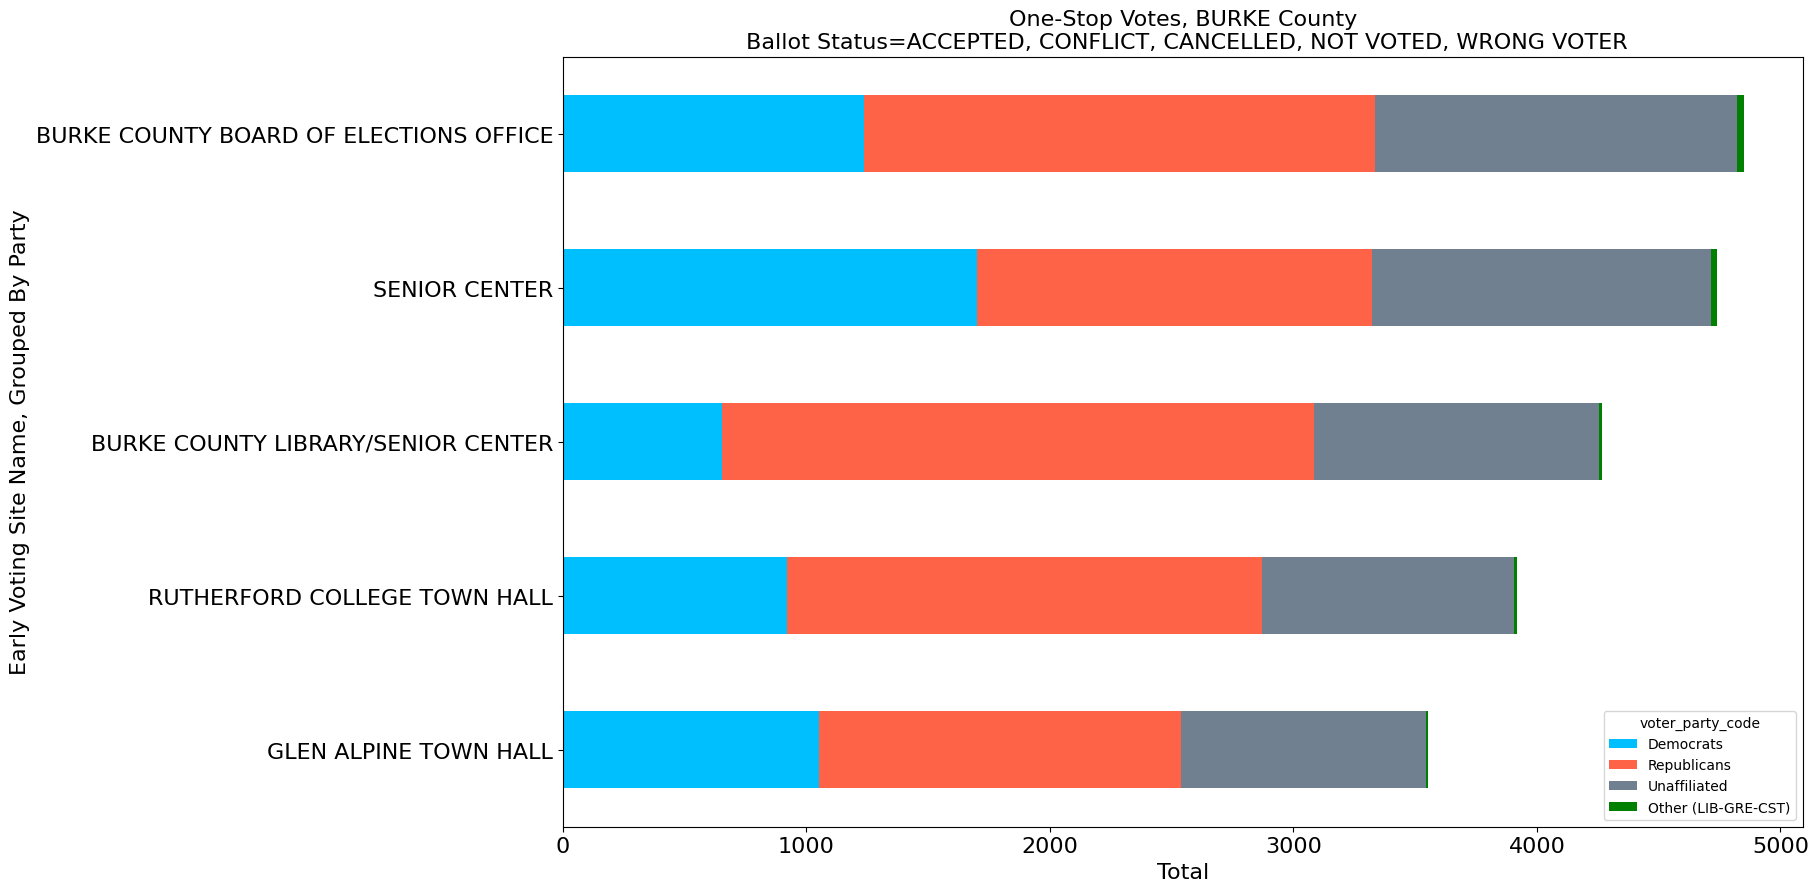 One-Stop Votes, BURKE County
Ballot Status=ACCEPTED, CONFLICT, CANCELLED, NOT VOTED, WRONG VOTER
Early Voting Site Name, Grouped By Party
BURKE COUNTY BOARD OF ELECTIONS OFFICE
SENIOR CENTER
BURKE COUNTY LIBRARY/SENIOR CENTER
RUTHERFORD COLLEGE TOWN HALL
GLEN ALPINE TOWN HALL
voter_party_code
Democrats
Republicans
Unaffiliated
Other (LIB-GRE-CST)
0 1000 2000 3000 4000 5000
Total